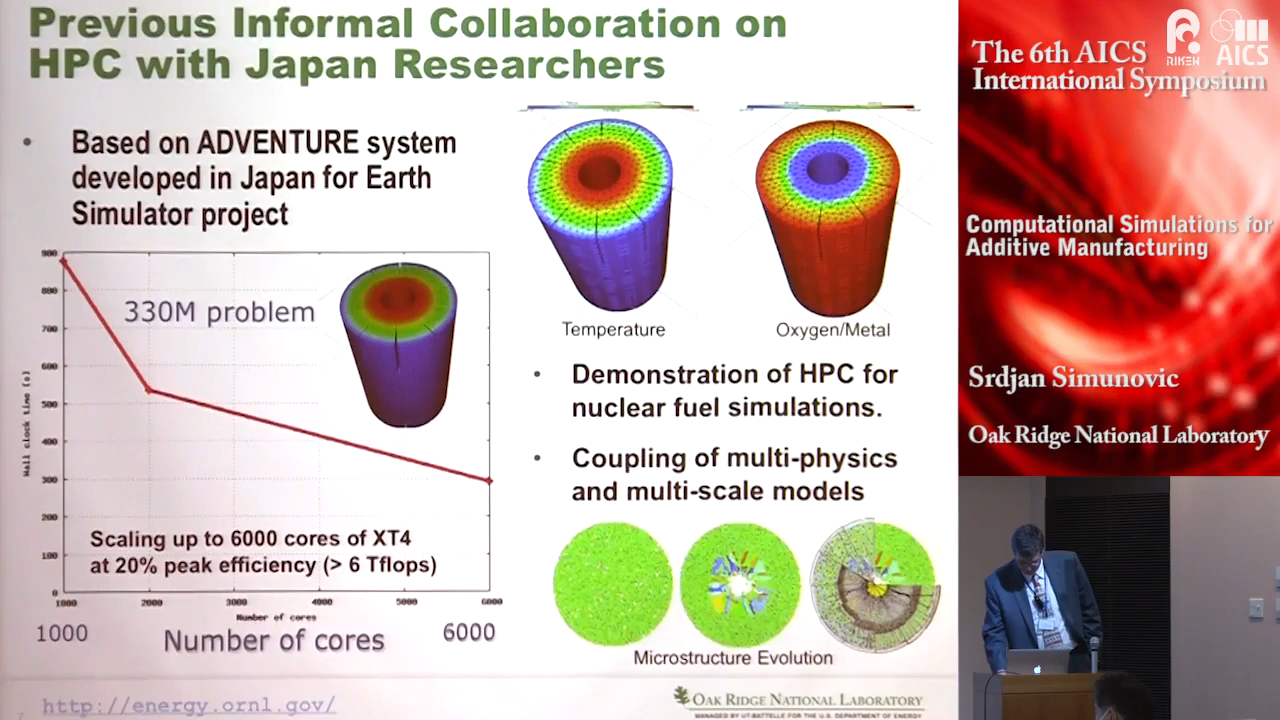 Previous Informal Collaboration on
HPC with Japan Researchers
• Based on ADVENTURE system
developed in Japan for Earth
Simulator project
900
800
700
600
500
400
300
200
100
0
Wall clock time (s)
330M problem
Scaling up to 6000 cores of XT4
at 20% peak efficiency (> 6 Tflops)
1000 2000 3000 4000 5000 6000
Number of cores
1000 Number of cores 6000
http://energy.ornl.gov/
Temperature
Oxygen/Metal
• Demonstration of HPC for
nuclear fuel simulations.
• Coupling of multi-physics
and multi-scale models
Microstructure Evolution
OAK RIDGE NATIONAL LABORATORY
MANAGED BY UT-BATTELLE FOR THE U.S. DEPARTMENT OF ENERGY
RIKEN
AICS
The 6th AICS
International Symposium
Computational Simulations for
Additive Manufacturing
Srdjan Simunovic
Oak Ridge National Laboratory